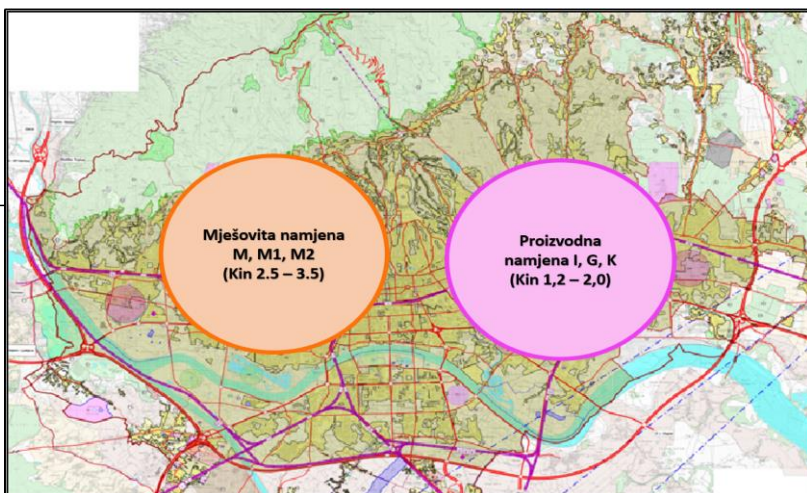 Mješovita namjena
M, M1, M2
(Kin 2.5 – 3.5)
Proizvodna
namjena I, G, K
(Kin 1,2 – 2,0)